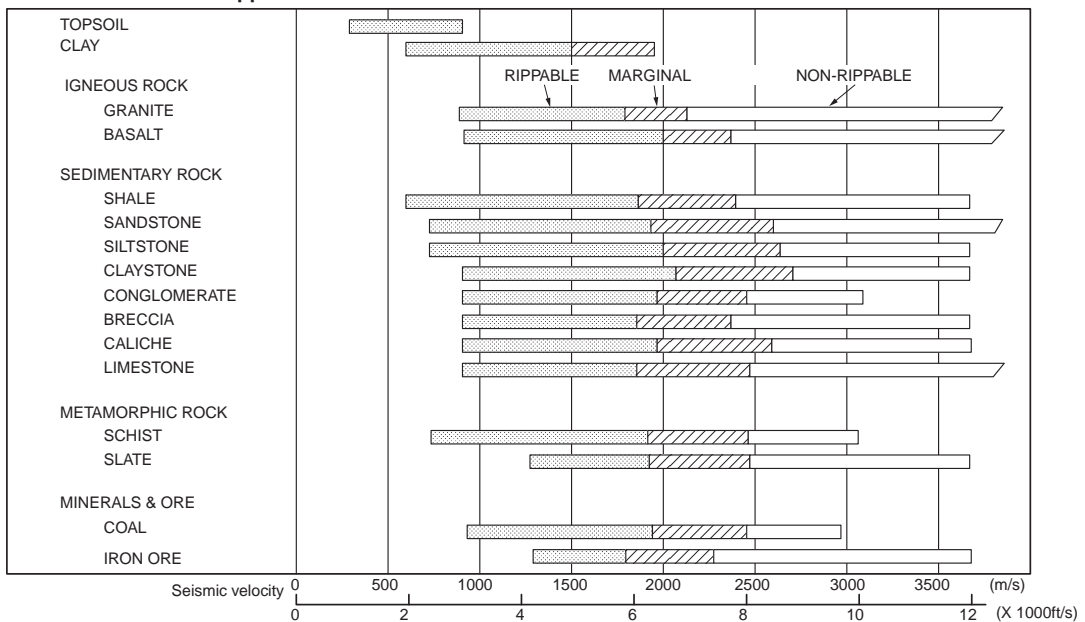 TOPSOIL
CLAY
RIPPABLE MARGINAL NON-RIPPABLE
IGNEOUS ROCK
GRANITE
BASALT
SEDIMENTARY ROCK
SHALE
SANDSTONE
SILTSTONE
CLAYSTONE
CONGLOMERATE
BRECCIA
CALICHE
LIMESTONE
METAMORPHIC ROCK
SCHIST
SLATE
MINERALS & ORE
COAL
IRON ORE
Seismic velocity 0 500 1000 1500 2000 2500 3000 3500 (m/s)
0 2 4 6 8 10 12 (X 1000ft/s)